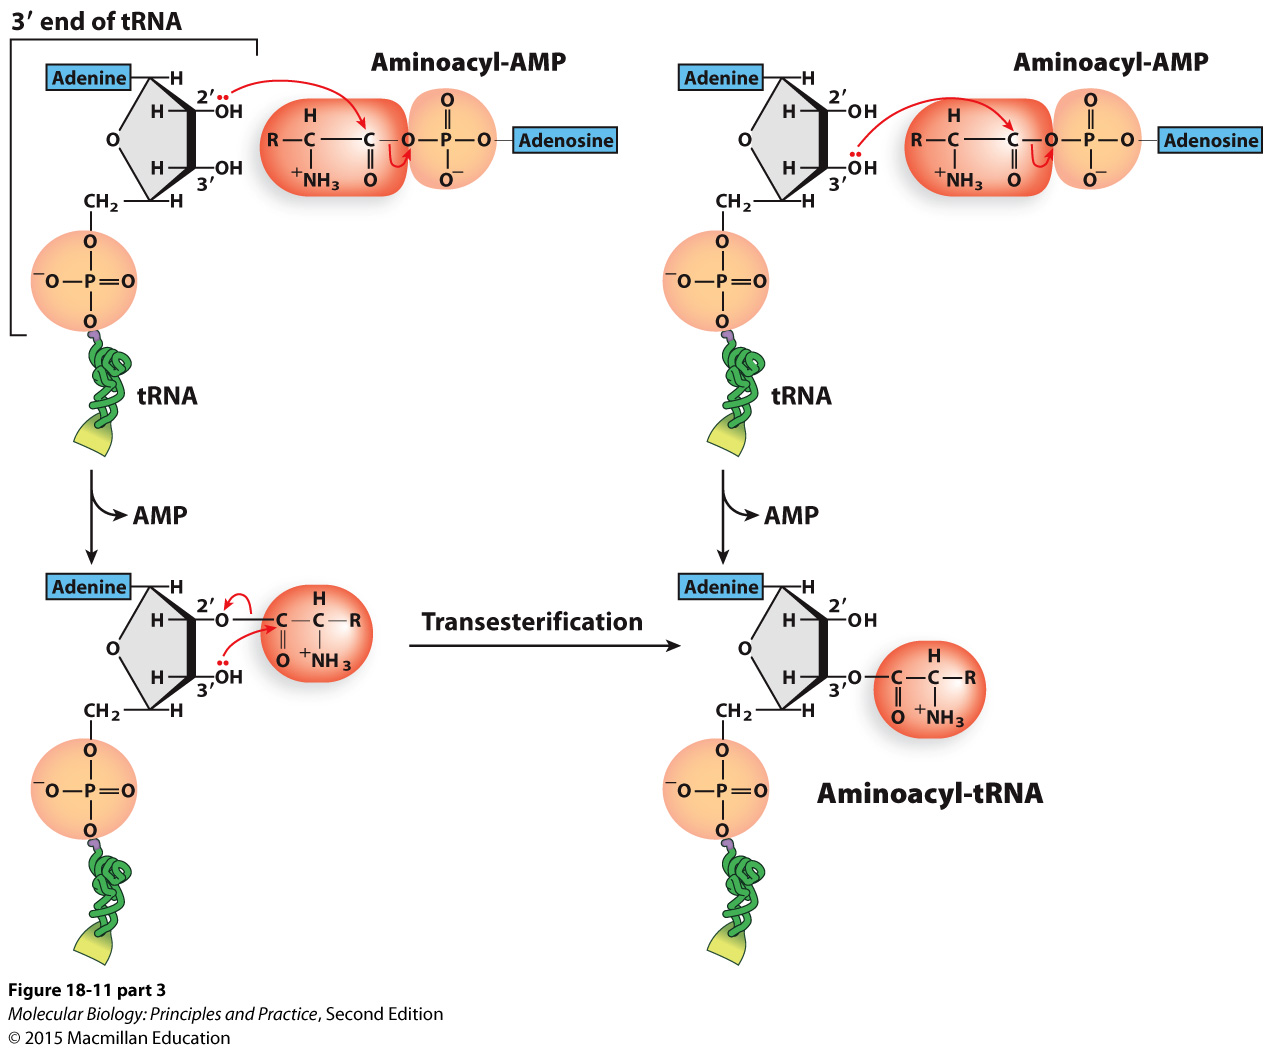 3′ end of tRNA
Aminoacyl-AMP
Adenine
H
2′
H
OH
O
H
OH
3′
CH2
H
O
−O—P=O
O
tRNA
H
R—C—C—O—P—O—Adenosine
+NH3
O
O
O−
Aminoacyl-AMP
Adenine
H
2′
H
OH
O
H
OH
3′
CH2
H
O
−O—P=O
O
tRNA
H
R—C—C—O—P—O—Adenosine
+NH3
O
O
O−
AMP
AMP
Adenine
H
2′
H
O
O
H
OH
3′
CH2
H
H
C—C—R
O
+NH3
O
−O—P=O
O
Transesterification
Adenine
H
2′
H
OH
O
H
O
3′
CH2
H
H
C—C—R
O
+NH3
O
−O—P=O
O
Aminoacyl-tRNA
Figure 18-11 part 3
Molecular Biology: Principles and Practice, Second Edition
© 2015 Macmillan Education